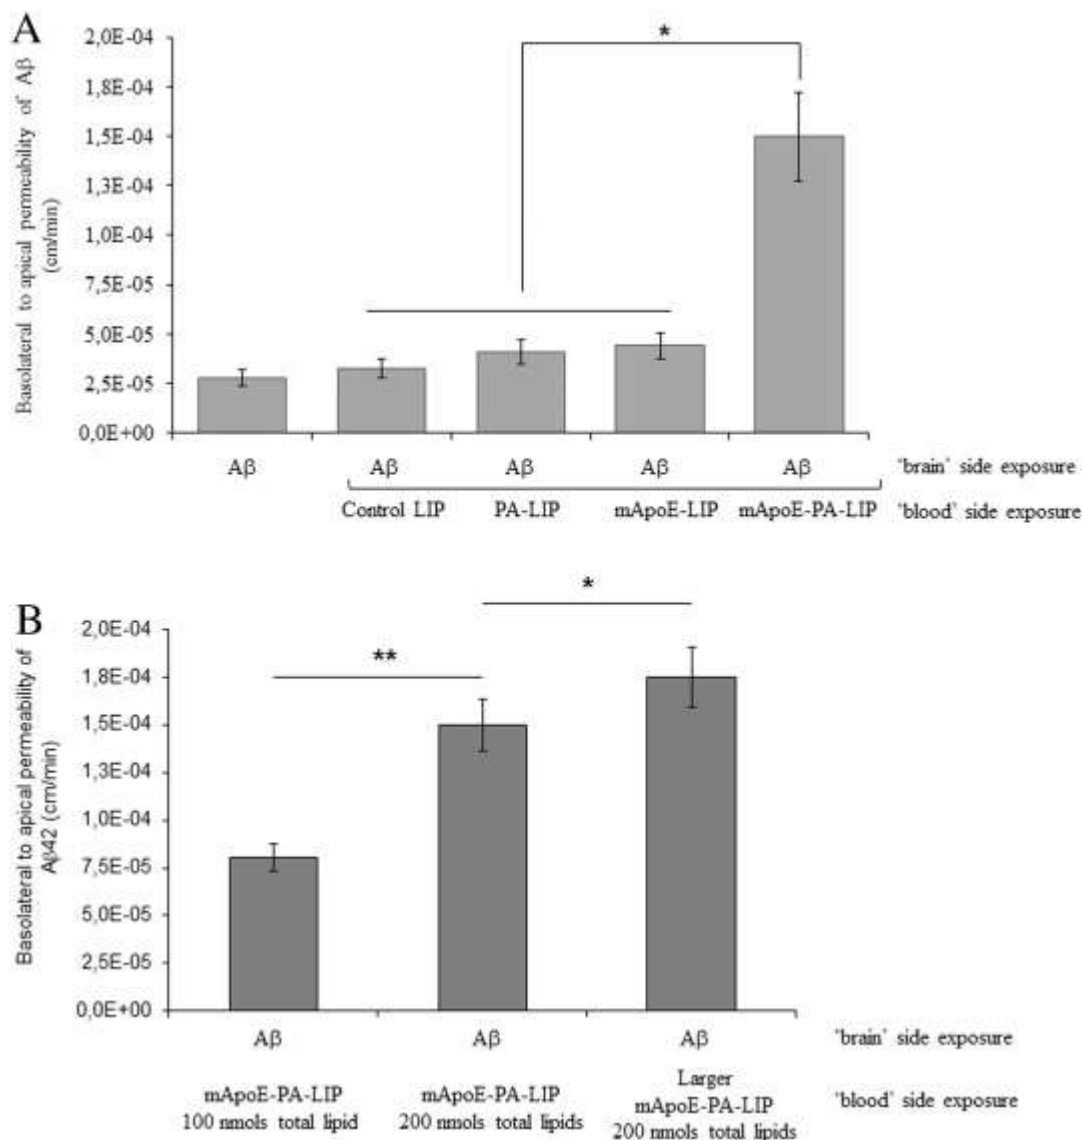 A
Basolateral to apical permeability of Aβ
(cm/min)
2,0E-04
1,8E-04
1,5E-04
1,3E-04
1,0E-04
7,5E-05
5,0E-05
2,5E-05
0,0E+00
*
Aβ Aβ Aβ Aβ Aβ 'brain' side exposure
Control LIP PA-LIP mApoE-LIP mApoE-PA-LIP 'blood' side exposure
B
Basolateral to apical permeability of
Aβ42 (cm/min)
2,0E-04
1,8E-04
1,5E-04
1,3E-04
1,0E-04
7,5E-05
5,0E-05
2,5E-05
0,0E+00
**
*
Aβ Aβ Aβ 'brain' side exposure
mApoE-PA-LIP
100 nmols total lipid
mApoE-PA-LIP
200 nmols total lipids
Larger
mApoE-PA-LIP
200 nmols total lipids
'blood' side exposure